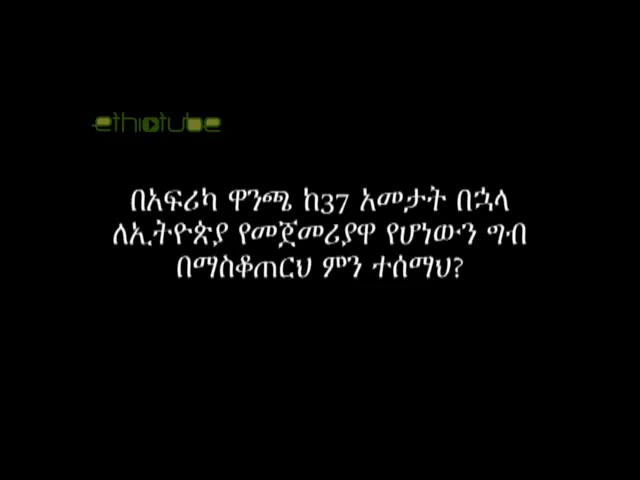 ethiotube
በአፍሪካ ዋንጫ ከ37 አመታት በኋላ
ለኢትዮጵያ የመጀመሪያዋ የሆነውን ግብ
በማስቆጠርህ ምን ተሰማህ?